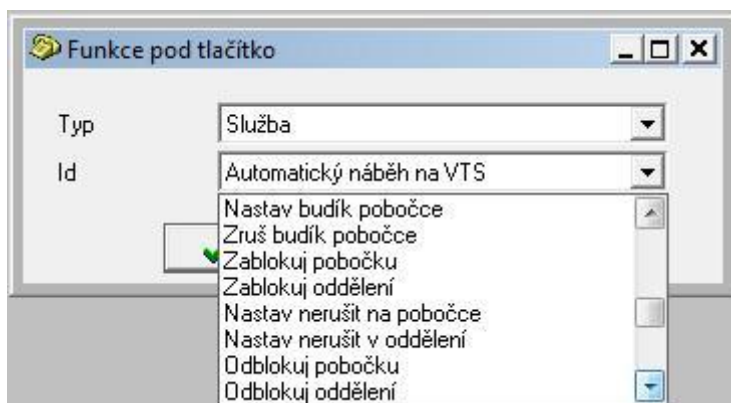 Funkce pod tlačítko
Typ Služba
Id Automatický náběh na VTS
Nastav budík pobočce
Zruš budík pobočce
Zablokuj pobočku
Zablokuj oddělení
Nastav nerušit na pobočce
Nastav nerušit v oddělení
Odblokuj pobočku
Odblokuj oddělení